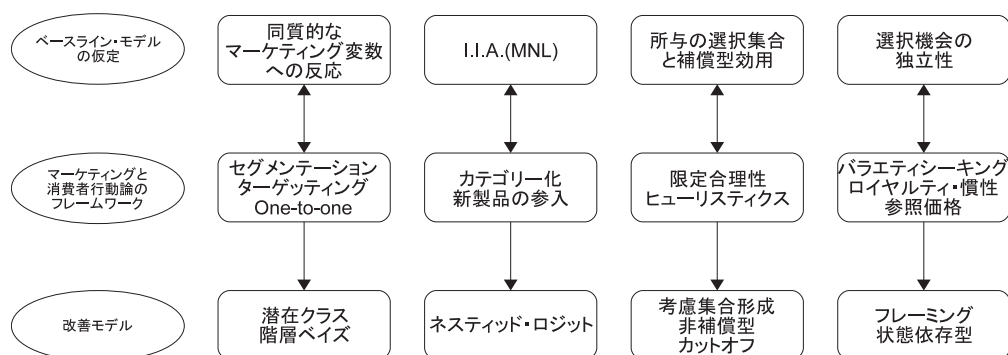 ベースライン・モデル
の仮定
同質的な
マーケティング変数
への反応
I.I.A.(MNL)
所与の選択集合
と補償型効用
選択機会の
独立性
マーケティングと
消費者行動論の
フレームワーク
セグメンテーション
ターゲッティング
One-to-one
カテゴリー化
新製品の参入
限定合理性
ヒューリスティクス
バラエティシーキング
ロイヤルティ・慣性
参照価格
改善モデル
潜在クラス
階層ベイズ
ネスティッド・ロジット
考慮集合形成
非補償型
カットオフ
フレーミング
状態依存型